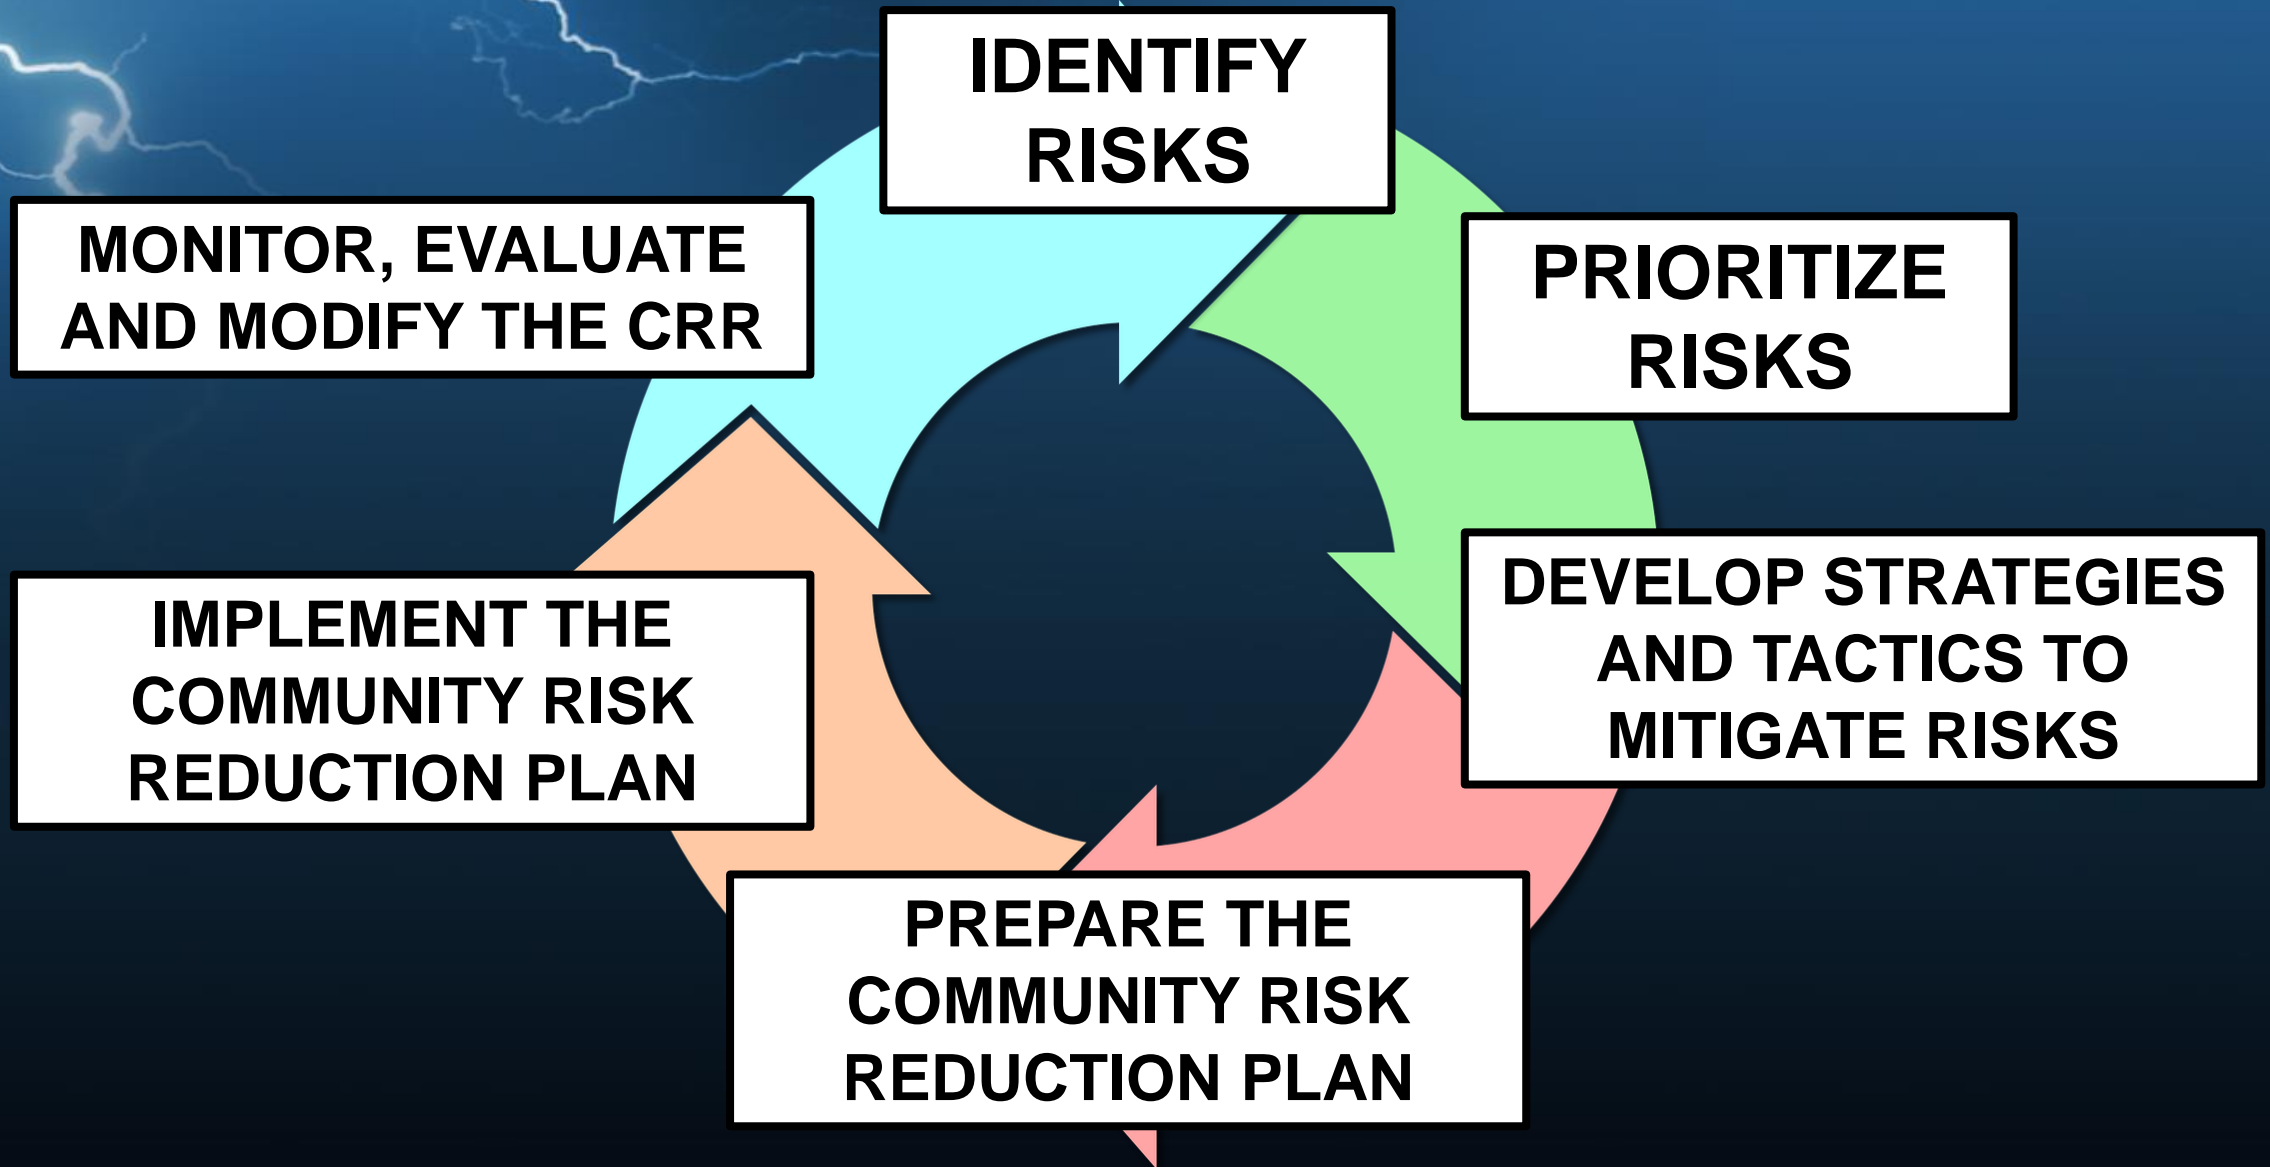 IDENTIFY
RISKS
PRIORITIZE
RISKS
DEVELOP STRATEGIES
AND TACTICS TO
MITIGATE RISKS
PREPARE THE
COMMUNITY RISK
REDUCTION PLAN
IMPLEMENT THE
COMMUNITY RISK
REDUCTION PLAN
MONITOR, EVALUATE
AND MODIFY THE CRR